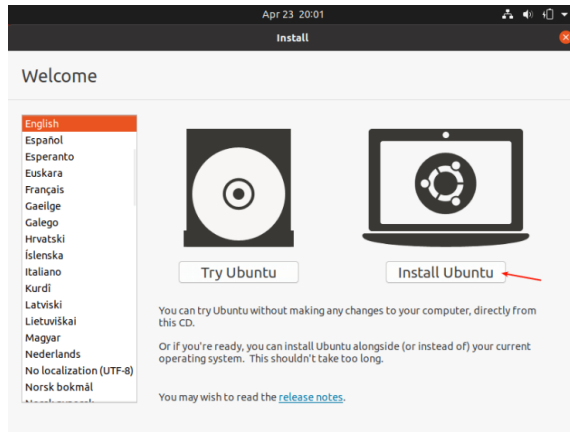 Apr 23 20:01
Install
Welcome
English
Español
Esperanto
Euskara
Français
Gaeilge
Galego
Hrvatski
Íslenska
Italiano
Kurdî
Latviski
Lietuviškai
Magyar
Nederlands
No localization (UTF-8)
Norsk bokmål
Try Ubuntu
Install Ubuntu
You can try Ubuntu without making any changes to your computer, directly from
this CD.
Or if you're ready, you can install Ubuntu alongside (or instead of) your current
operating system. This shouldn't take too long.
You may wish to read the release notes.